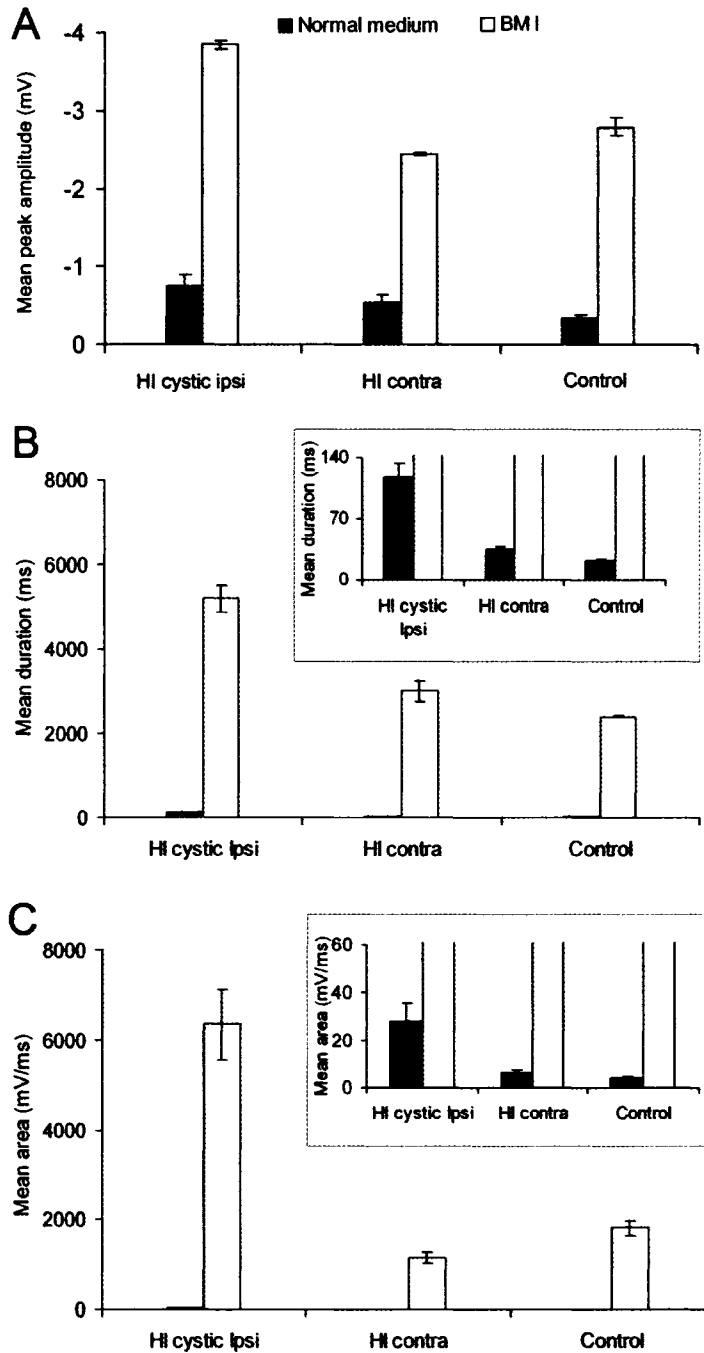 A
Normal medium
BM I
Mean peak amplitude (mV)
-4
-3
-2
-1
0
HI cystic ipsi
HI contra
Control
B
Mean duration (ms)
8000
6000
4000
2000
0
HI cystic Ipsi
HI contra
Control
Mean duration (ms)
140
70
0
HI cystic
Ipsi
HI contra
Control
C
Mean area (mV/ms)
8000
6000
4000
2000
0
HI cystic Ipsi
HI contra
Control
Mean area (mV/ms)
60
40
20
0
HI cystic Ipsi
HI contra
Control